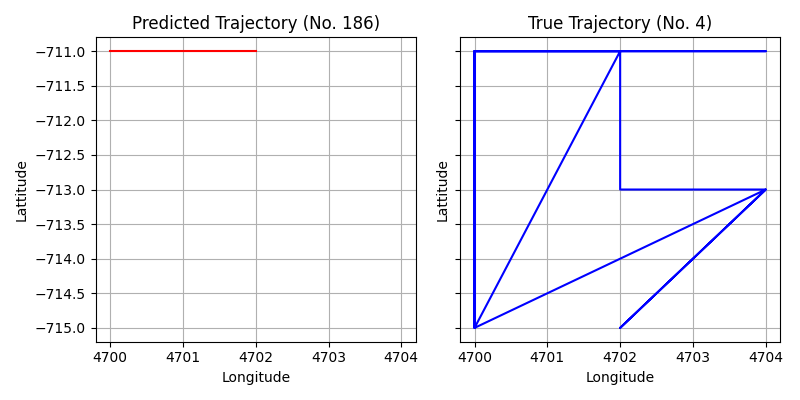 Predicted Trajectory (No. 186)
True Trajectory (No. 4)
−711.0
−711.5
−712.0
−712.5
−713.0
−713.5
−714.0
−714.5
−715.0
Lattitude
Lattitude
4700 4701 4702 4703 4704
4700 4701 4702 4703 4704
Longitude
Longitude